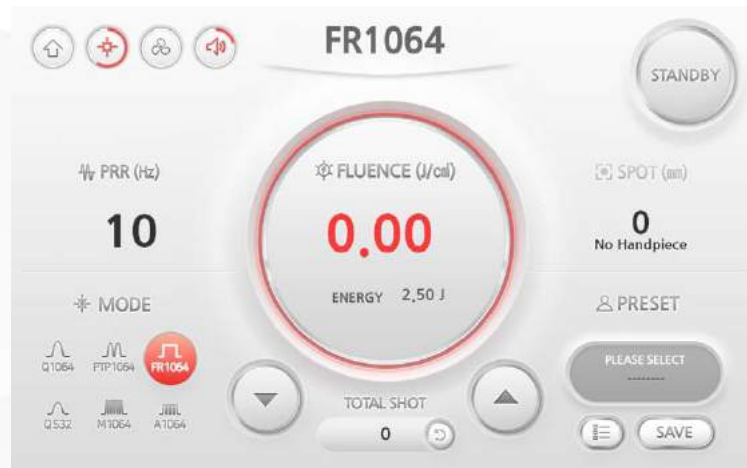 FR1064
STANDBY
PRR (Hz)
10
FLUENCE (J/㎠)
0.00
ENERGY 2,50 J
SPOT (㎜)
0
No Handpiece
MODE
Q1064 PTP1064 FR1064
Q532 M1064 A1064
TOTAL SHOT
0
PRESET
PLEASE SELECT
--------
SAVE